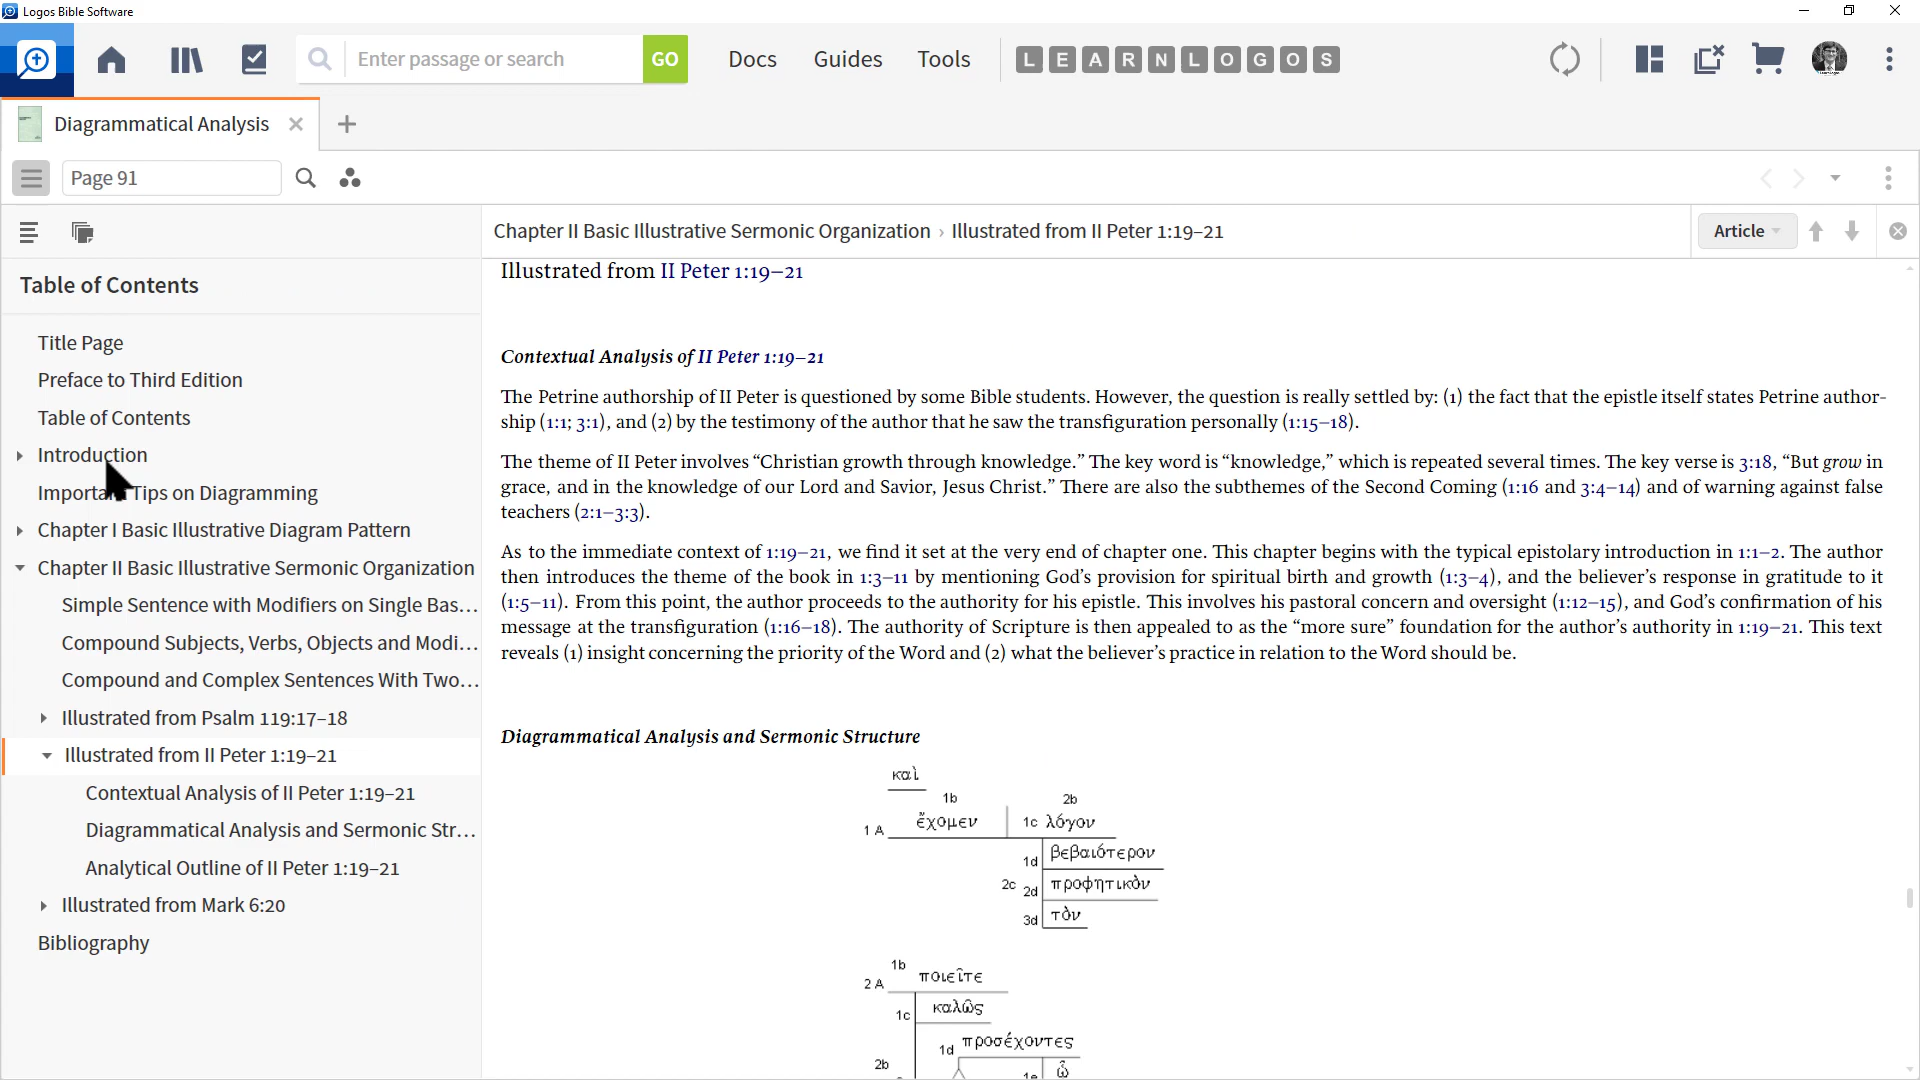 Logos Bible Software
Enter passage or search
GO
Docs
Guides
Tools
L E A R N L O G O S
Diagrammatical Analysis
Page 91
Chapter II Basic Illustrative Sermonic Organization › Illustrated from II Peter 1:19–21
Article
Table of Contents
Title Page
Preface to Third Edition
Table of Contents
Introduction
Important Tips on Diagramming
Chapter I Basic Illustrative Diagram Pattern
Chapter II Basic Illustrative Sermonic Organization
Simple Sentence with Modifiers on Single Bas...
Compound Subjects, Verbs, Objects and Modi...
Compound and Complex Sentences With Two...
Illustrated from Psalm 119:17–18
Illustrated from II Peter 1:19–21
Contextual Analysis of II Peter 1:19–21
Diagrammatical Analysis and Sermonic Str...
Analytical Outline of II Peter 1:19–21
Illustrated from Mark 6:20
Bibliography
Illustrated from II Peter 1:19–21
Contextual Analysis of II Peter 1:19–21
The Petrine authorship of II Peter is questioned by some Bible students. However, the question is really settled by: (1) the fact that the epistle itself states Petrine author-
ship (1:1; 3:1), and (2) by the testimony of the author that he saw the transfiguration personally (1:15–18).
The theme of II Peter involves “Christian growth through knowledge.” The key word is “knowledge,” which is repeated several times. The key verse is 3:18, “But grow in
grace, and in the knowledge of our Lord and Savior, Jesus Christ.” There are also the subthemes of the Second Coming (1:16 and 3:4–14) and of warning against false
teachers (2:1–3:3).
As to the immediate context of 1:19–21, we find it set at the very end of chapter one. This chapter begins with the typical epistolary introduction in 1:1–2. The author
then introduces the theme of the book in 1:3–11 by mentioning God’s provision for spiritual birth and growth (1:3–4), and the believer’s response in gratitude to it
(1:5–11). From this point, the author proceeds to the authority for his epistle. This involves his pastoral concern and oversight (1:12–15), and God’s confirmation of his
message at the transfiguration (1:16–18). The authority of Scripture is then appealed to as the “more sure” foundation for the author’s authority in 1:19–21. This text
reveals (1) insight concerning the priority of the Word and (2) what the believer’s practice in relation to the Word should be.
Diagrammatical Analysis and Sermonic Structure
καὶ
1b 2b
1 A ἔχομεν 1c λόγον
1d βεβαιότερον
2c 2d προφητικὸν
3d τὸν
1b ποιεῖτε
2 A
1c καλῶς
1d προσέχοντες
2b 1e ᾧ